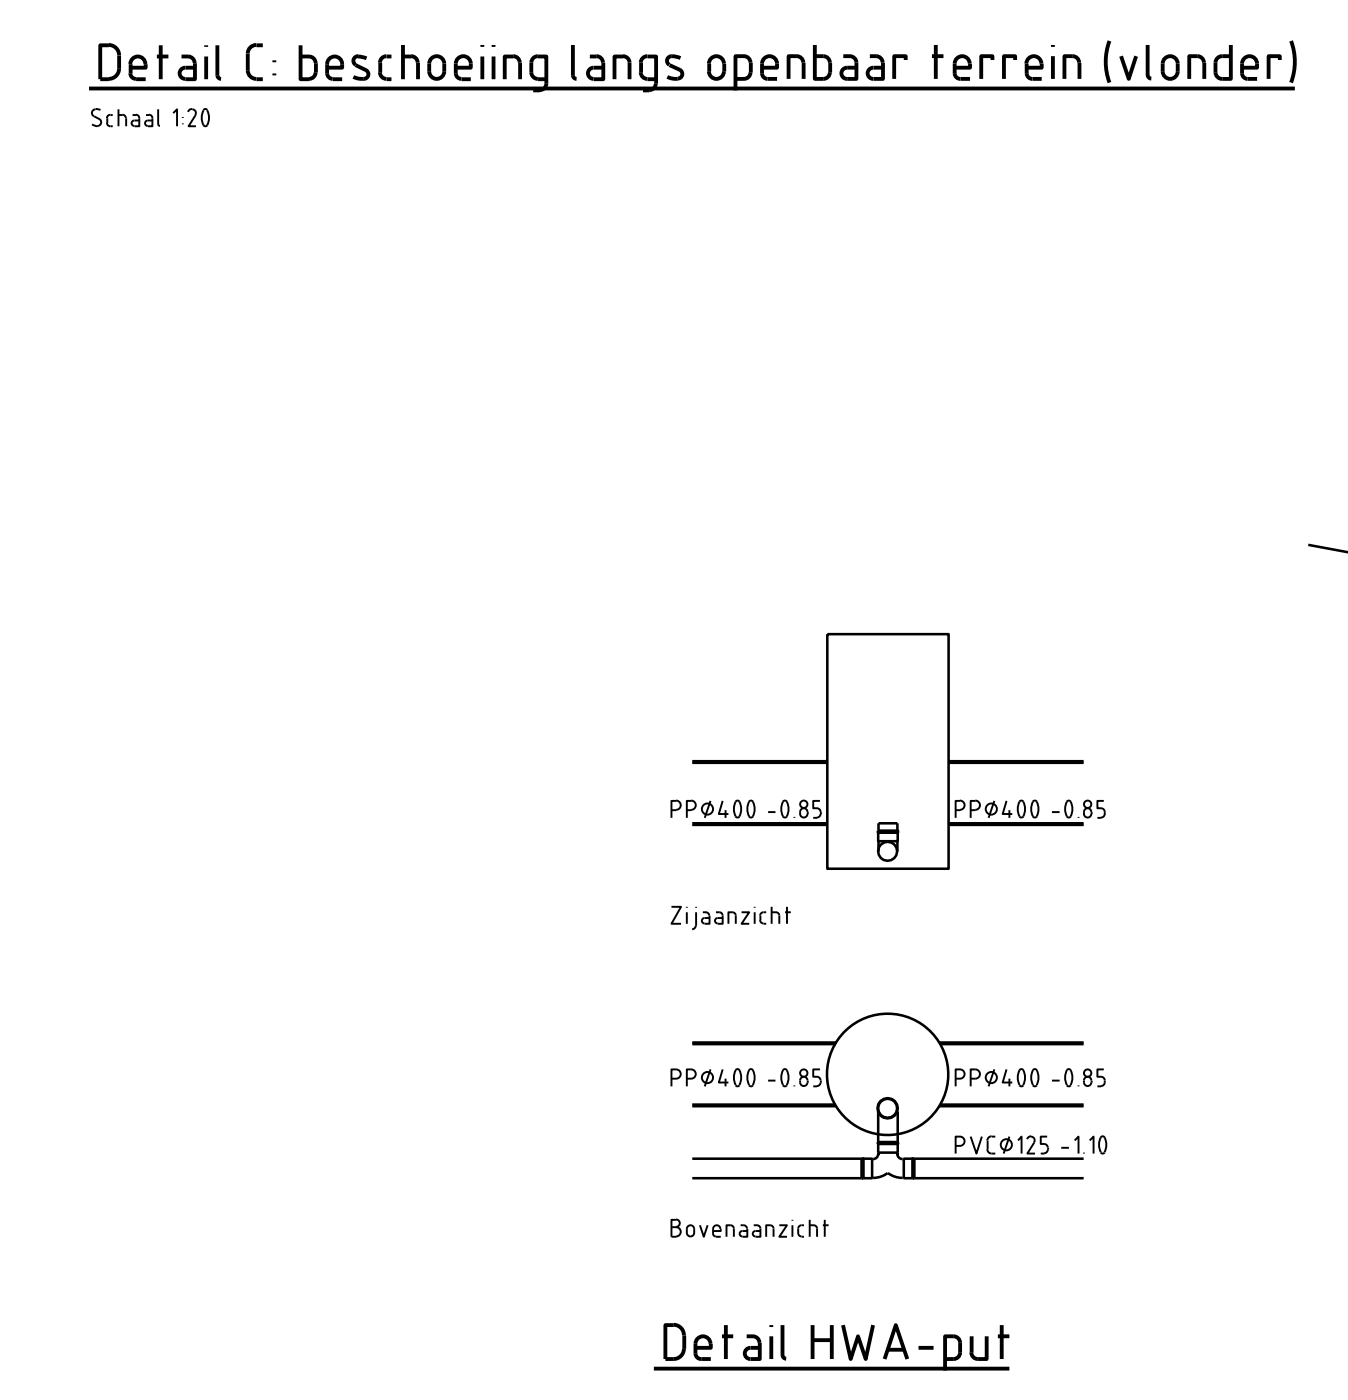 Detail C: beschoeiing langs openbaar terrein (vlonder)
Schaal 1:20
PPØ400 -0.85 PPØ400 -0.85
Zijaanzicht
PPØ400 -0.85 PPØ400 -0.85
PVCØ125 -1.10
Bovenaanzicht
Detail HWA-put